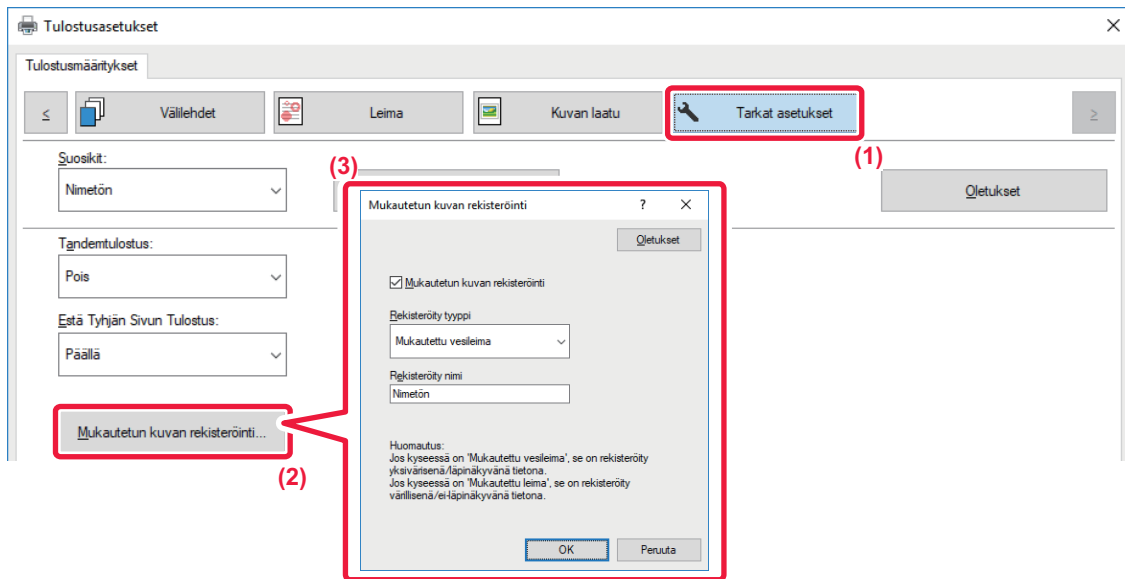 Tulostusasetukset
Tulostusmääritykset
< Välilehdet Leima Kuvan laatu Tarkat asetukset >
(1)
Suosikit:
Nimetön
Oletukset
Tandemtulostus:
Pois
Estä Tyhjän Sivun Tulostus:
Päällä
Mukautetun kuvan rekisteröinti...
(2)
(3)
Mukautetun kuvan rekisteröinti ?
Oletukset
Mukautetun kuvan rekisteröinti
Rekisteröity tyyppi
Mukautettu vesileima
Rekisteröity nimi
Nimetön
Huomautus:
Jos kyseessä on 'Mukautettu vesileima', se on rekisteröity
yksivärisenä/läpinäkyvänä tietona.
Jos kyseessä on 'Mukautettu leima', se on rekisteröity
värillisenä/ei-läpinäkyvänä tietona.
OK Peruuta